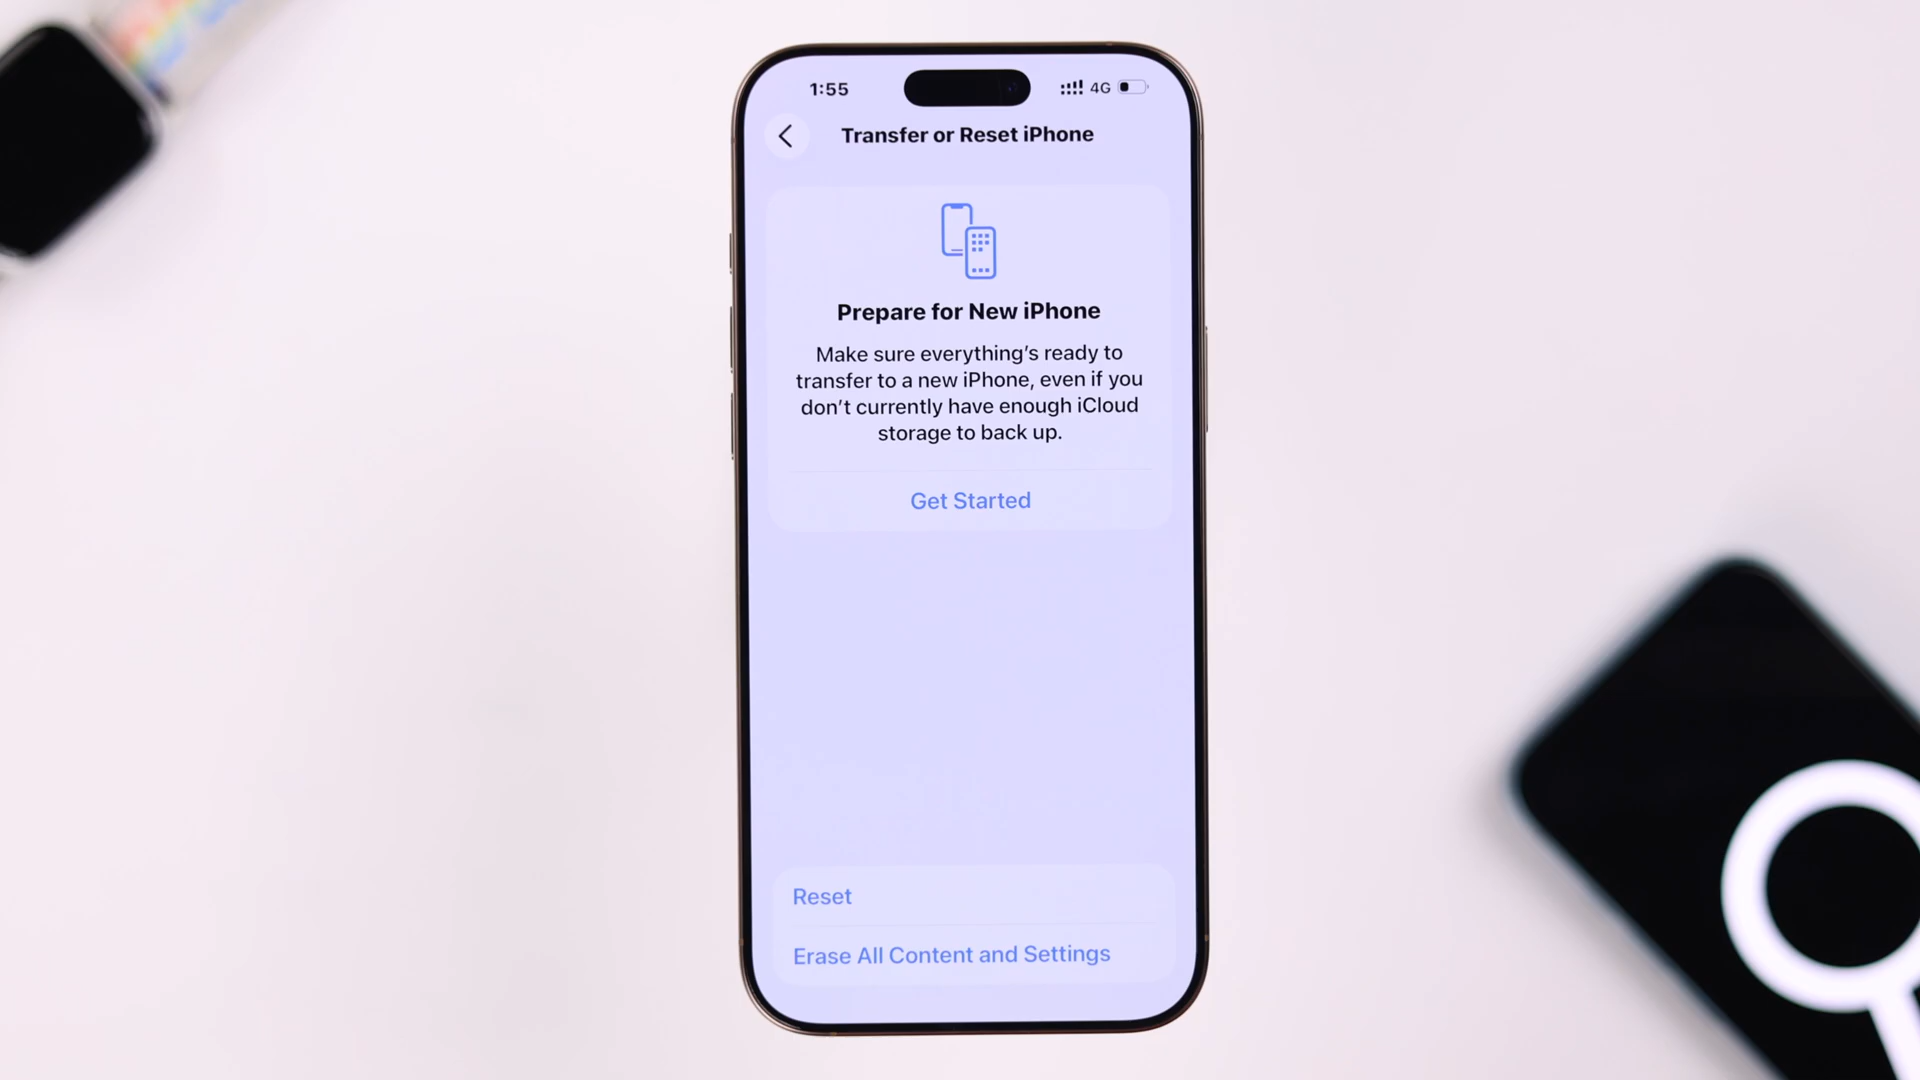 1:55
4G
Transfer or Reset iPhone
Prepare for New iPhone
Make sure everything's ready to
transfer to a new iPhone, even if you
don't currently have enough iCloud
storage to back up.
Get Started
Reset
Erase All Content and Settings